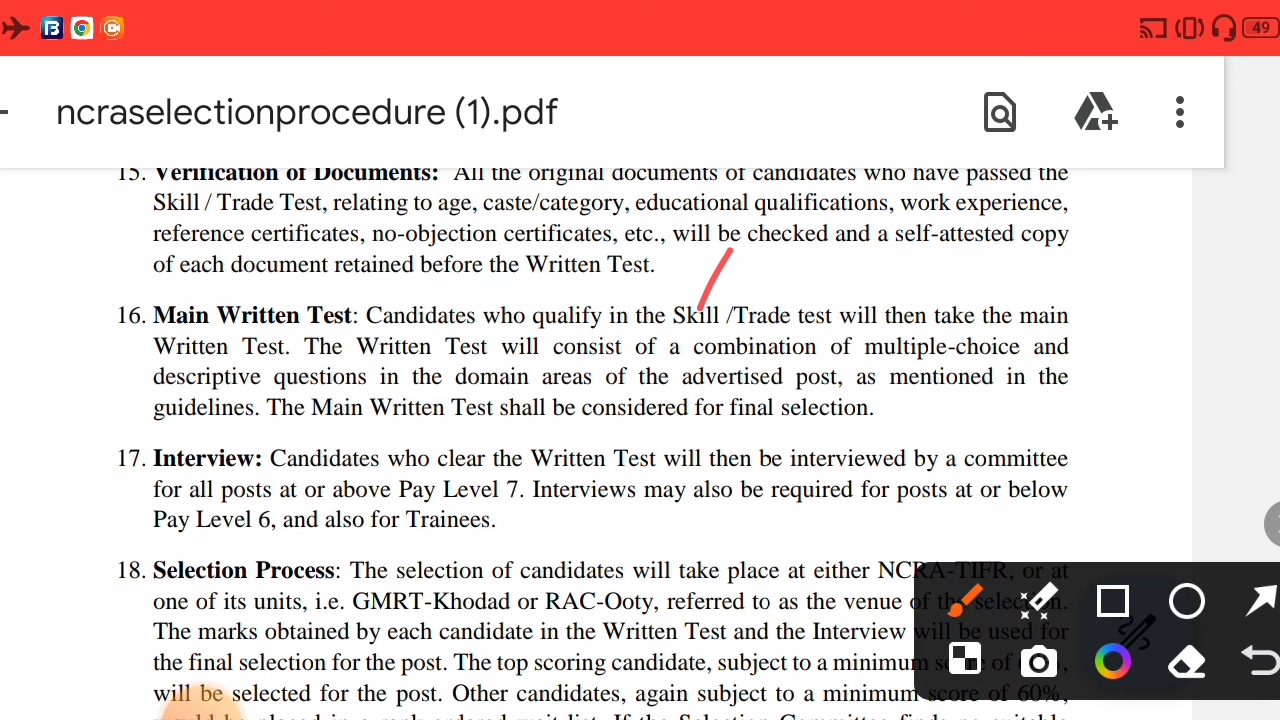 49
ncraselectionprocedure (1).pdf
15. Verification of Documents: All the original documents of candidates who have passed the
Skill / Trade Test, relating to age, caste/category, educational qualifications, work experience,
reference certificates, no-objection certificates, etc., will be checked and a self-attested copy
of each document retained before the Written Test.
16. Main Written Test: Candidates who qualify in the Skill /Trade test will then take the main
Written Test. The Written Test will consist of a combination of multiple-choice and
descriptive questions in the domain areas of the advertised post, as mentioned in the
guidelines. The Main Written Test shall be considered for final selection.
17. Interview: Candidates who clear the Written Test will then be interviewed by a committee
for all posts at or above Pay Level 7. Interviews may also be required for posts at or below
Pay Level 6, and also for Trainees.
18. Selection Process: The selection of candidates will take place at either NCRA-TIFR, or at
one of its units, i.e. GMRT-Khodad or RAC-Ooty, referred to as the venue of the selection.
The marks obtained by each candidate in the Written Test and the Interview will be used for
the final selection for the post. The top scoring candidate, subject to a minimum score of
will be selected for the post. Other candidates, again subject to a minimum score of 60%,